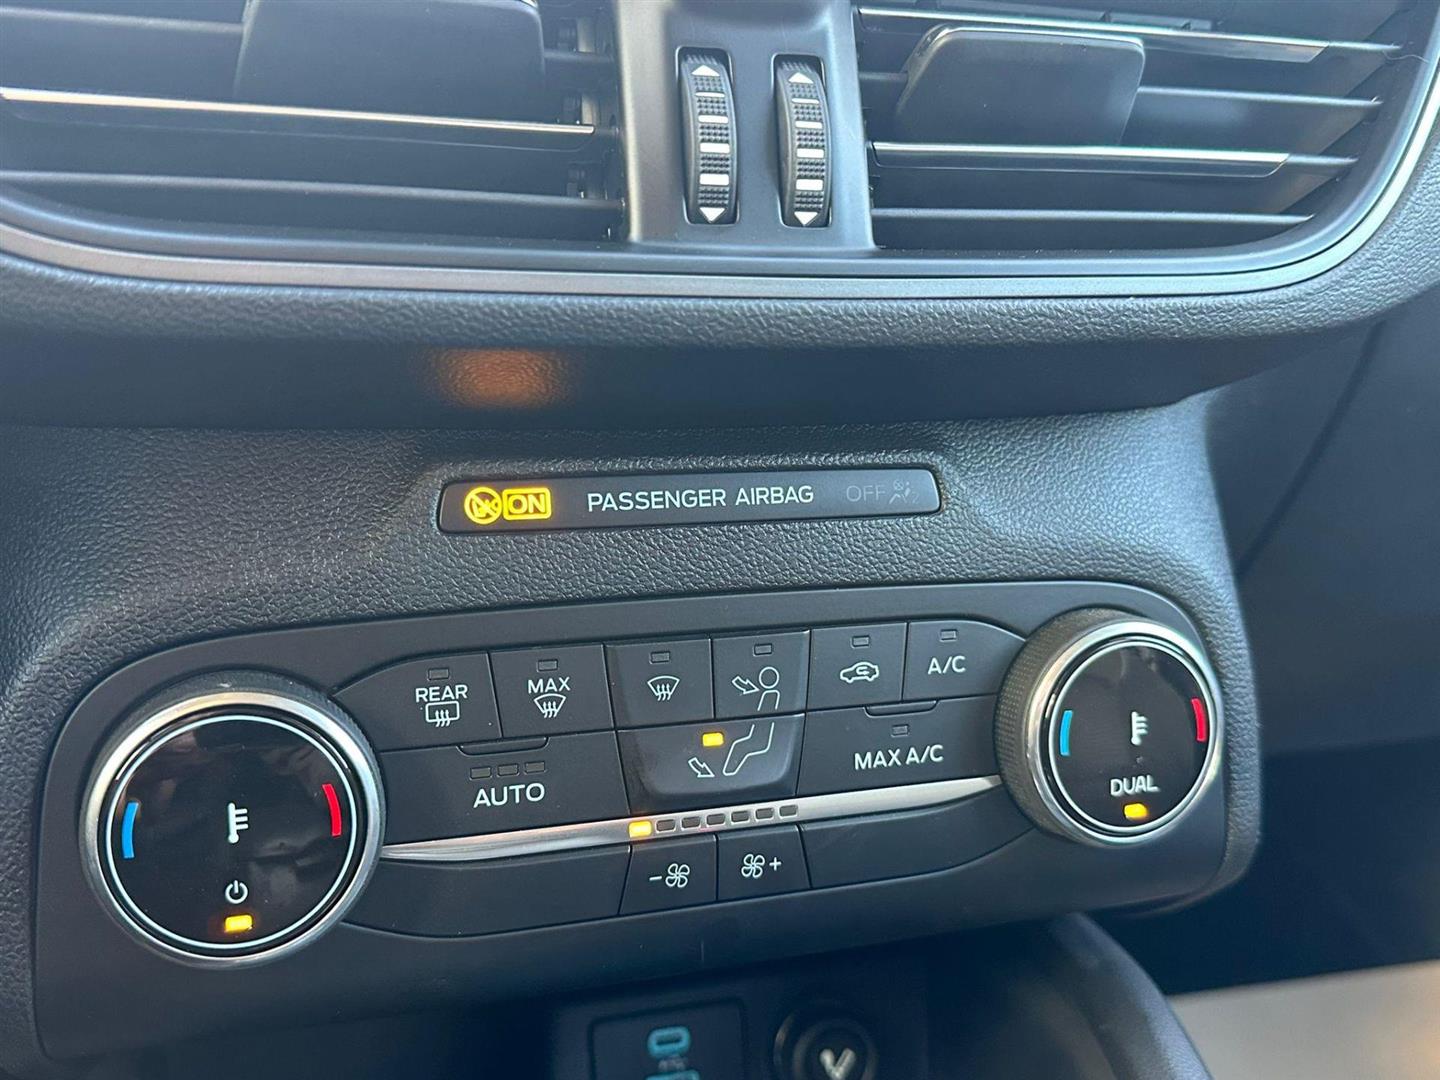 ON PASSENGER AIRBAG OFF
REAR
MAX
A/C
AUTO
MAX A/C
DUAL
- +